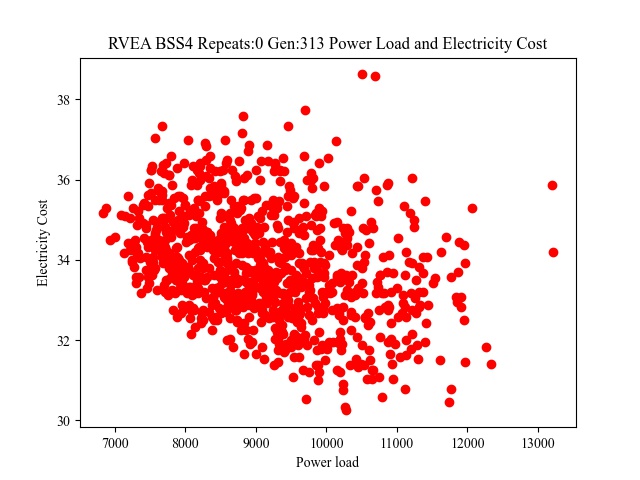 RVEA BSS4 Repeats:0 Gen:313 Power Load and Electricity Cost
Electricity Cost
38
36
34
32
30
7000 8000 9000 10000 11000 12000 13000
Power load